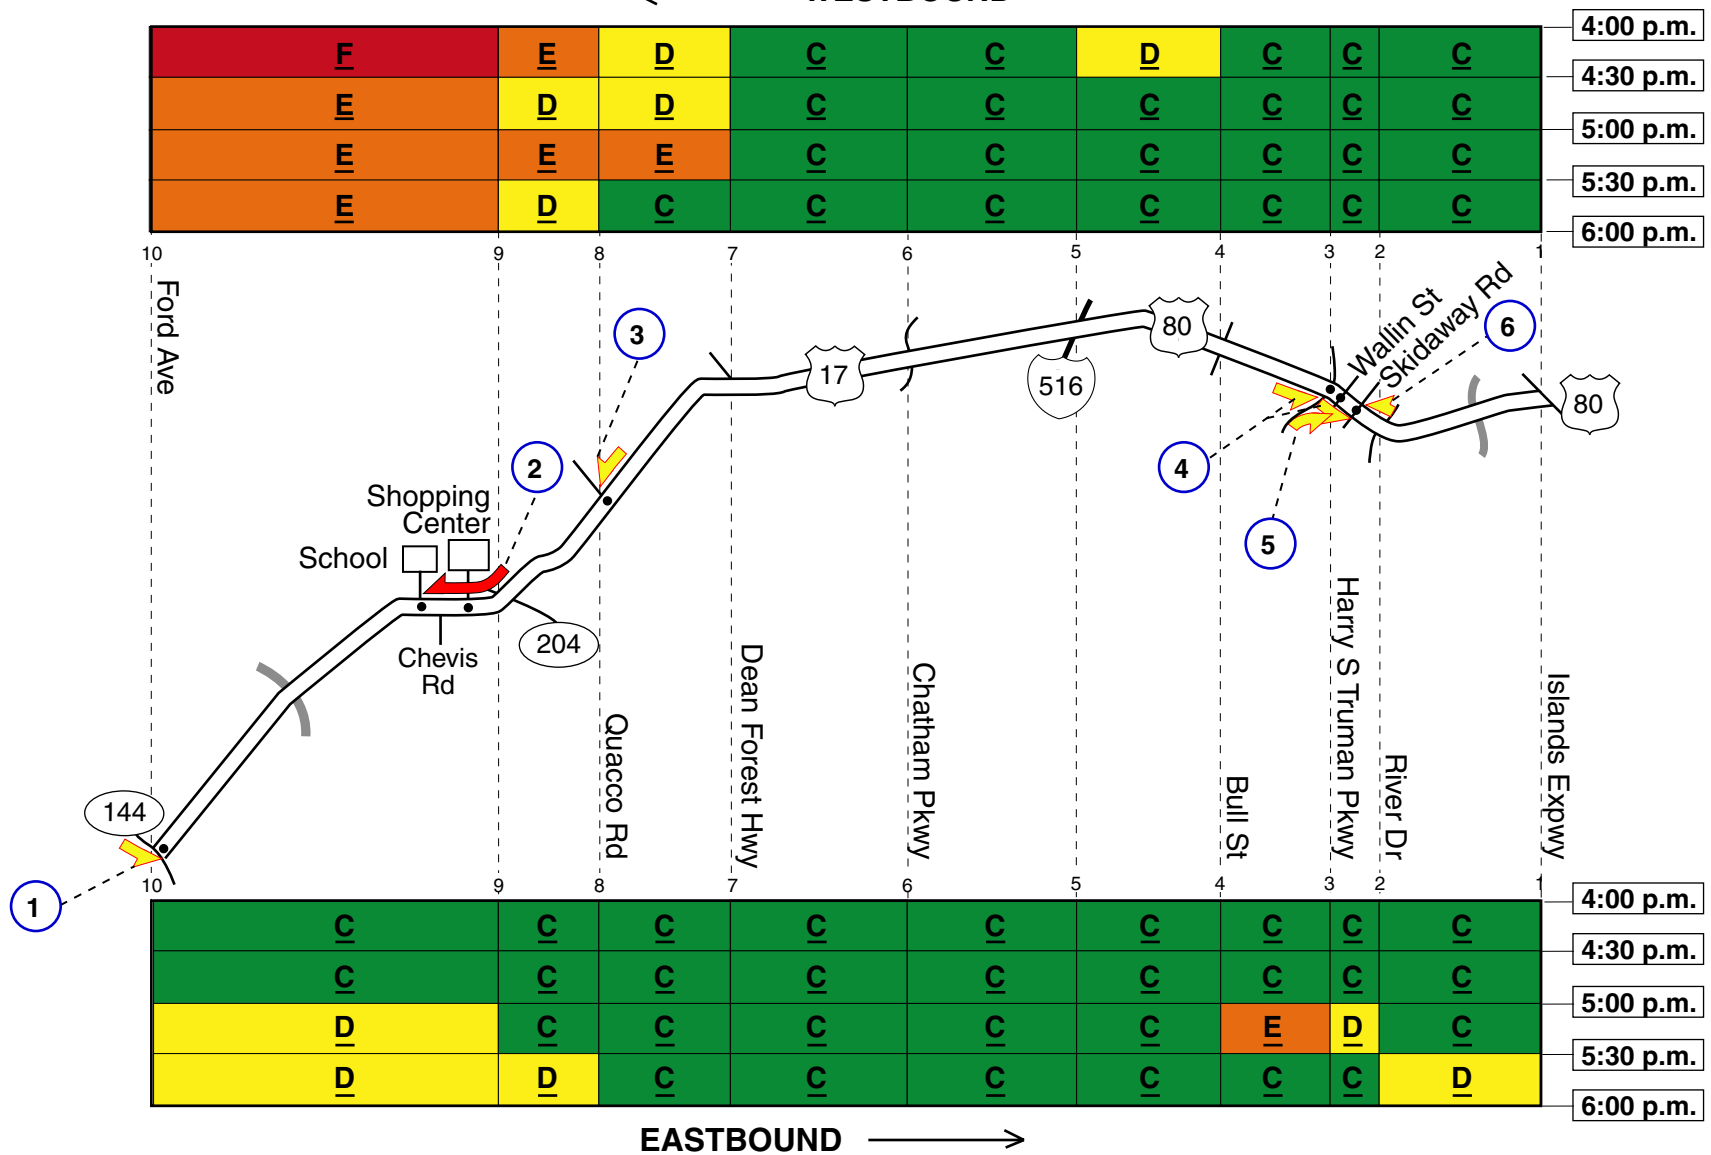 WESTBOUND
4:00 p.m.
F E D C C D C C C
4:30 p.m.
E D D C C C C C C
5:00 p.m.
E E E C C C C C C
5:30 p.m.
E D C C C C C C C
6:00 p.m.
10 9 8 7 6 5 4 3 2 1
Ford Ave
Wallin St
Skidaway Rd
3
6
80
17
516
80
2
4
Shopping
Center
School
5
204
Chevis
Rd
Harry S Truman Pkwy
Dean Forest Hwy
Chatham Pkwy
Islands Expwy
Quacco Rd
River Dr
Bull St
144
1
10 9 8 7 6 5 4 3 2 1
4:00 p.m.
C C C C C C C C C
4:30 p.m.
C C C C C C C C C
5:00 p.m.
D C C C C C E D C
5:30 p.m.
D D C C C C C C D
6:00 p.m.
EASTBOUND